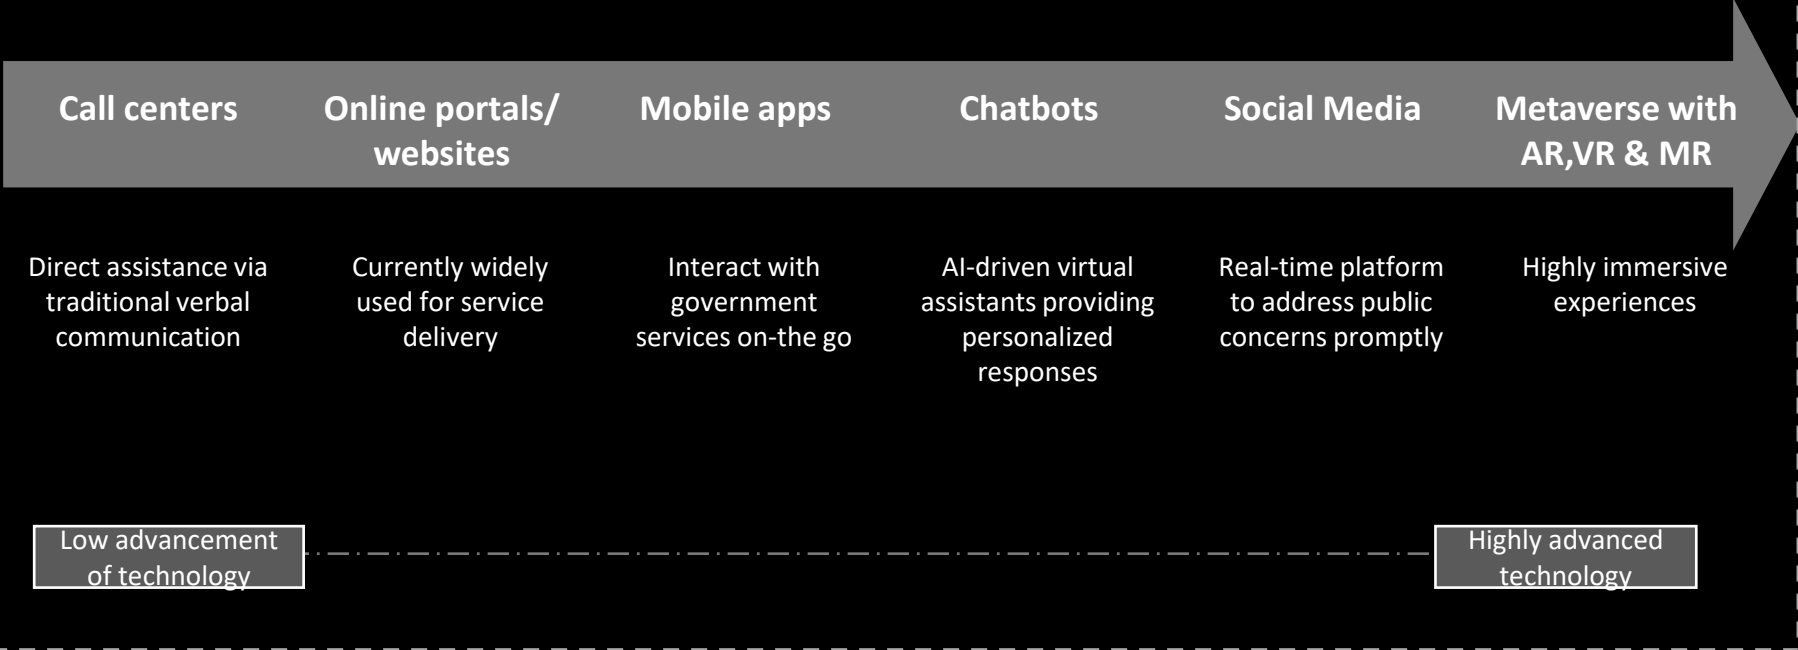 Call centers
Online portals/
websites
Mobile apps
Chatbots
Social Media
Metaverse with
AR,VR & MR
Direct assistance via
traditional verbal
communication
Currently widely
used for service
delivery
Interact with
government
services on-the go
AI-driven virtual
assistants providing
personalized
responses
Real-time platform
to address public
concerns promptly
Highly immersive
experiences
Low advancement
of technology
Highly advanced
technology